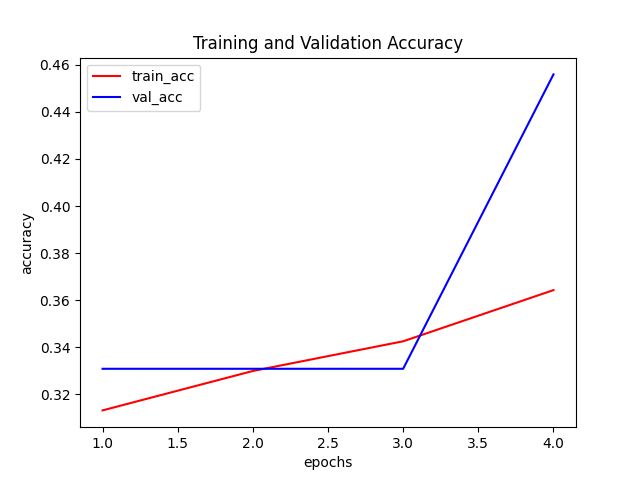 Training and Validation Accuracy
train_acc
val_acc
accuracy
0.46
0.44
0.42
0.40
0.38
0.36
0.34
0.32
1.0 1.5 2.0 2.5 3.0 3.5 4.0
epochs